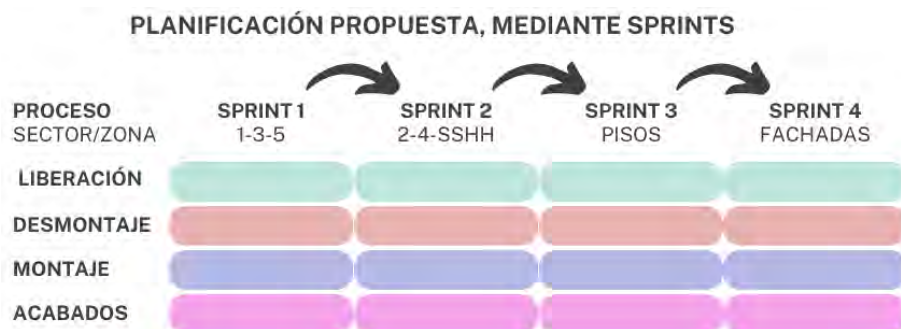 PLANIFICACIÓN PROPUESTA, MEDIANTE SPRINTS
PROCESO SPRINT 1 SPRINT 2 SPRINT 3 SPRINT 4
SECTOR/ZONA 1-3-5 2-4-SSHH PISOS FACHADAS
LIBERACIÓN
DESMONTAJE
MONTAJE
ACABADOS